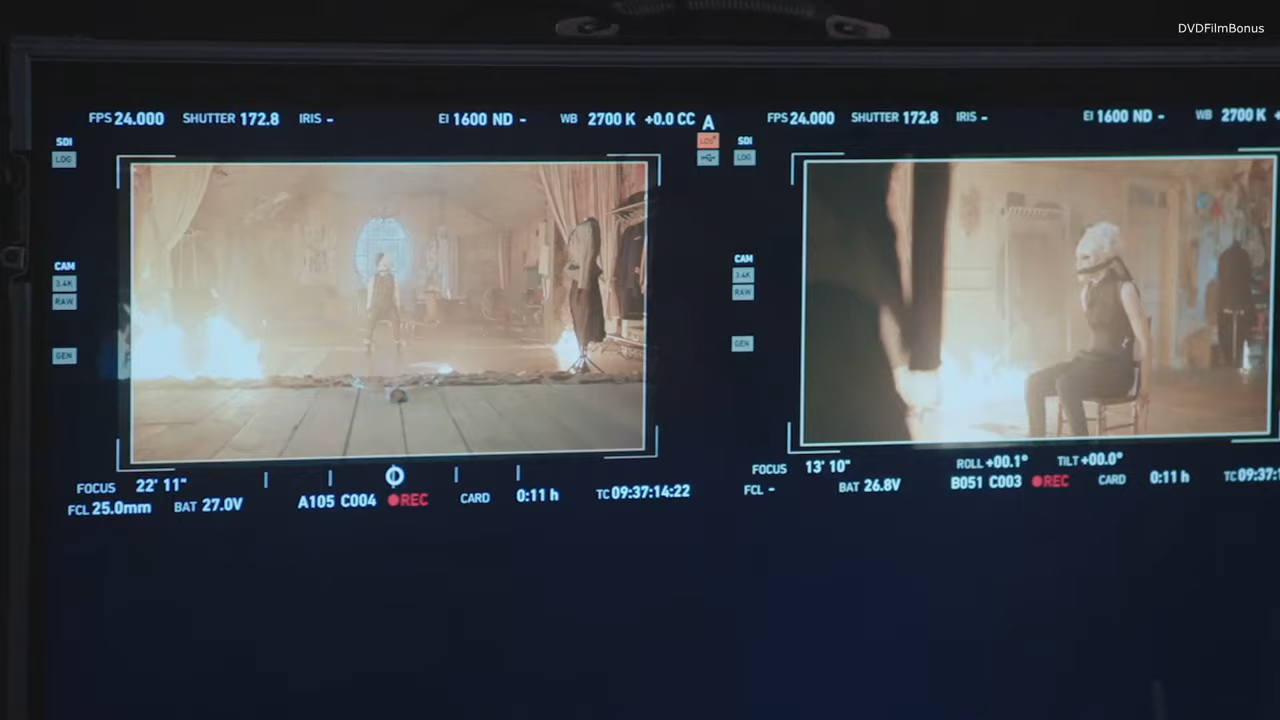 DVDFilmBonus
FPS 24.000 SHUTTER 172.8 IRIS - EI 1600 ND - WB 2700 K +0.0 CC A
SDI
LOG
LOG
CAM
3.4K
RAW
GEN
FOCUS 22' 11"
FCL 25.0mm BAT 27.0V A105 C004 REC CARD 0:11 h TC 09:37:14:22
FPS 24.000 SHUTTER 172.8 IRIS - EI 1600 ND - WB 2700 K +
SDI
LOG
CAM
3.4K
RAW
GEN
FOCUS 13' 10" ROLL +00.1° TILT +00.0°
FCL - BAT 26.8V B051 C003 REC CARD 0:11 h TC 09:37: